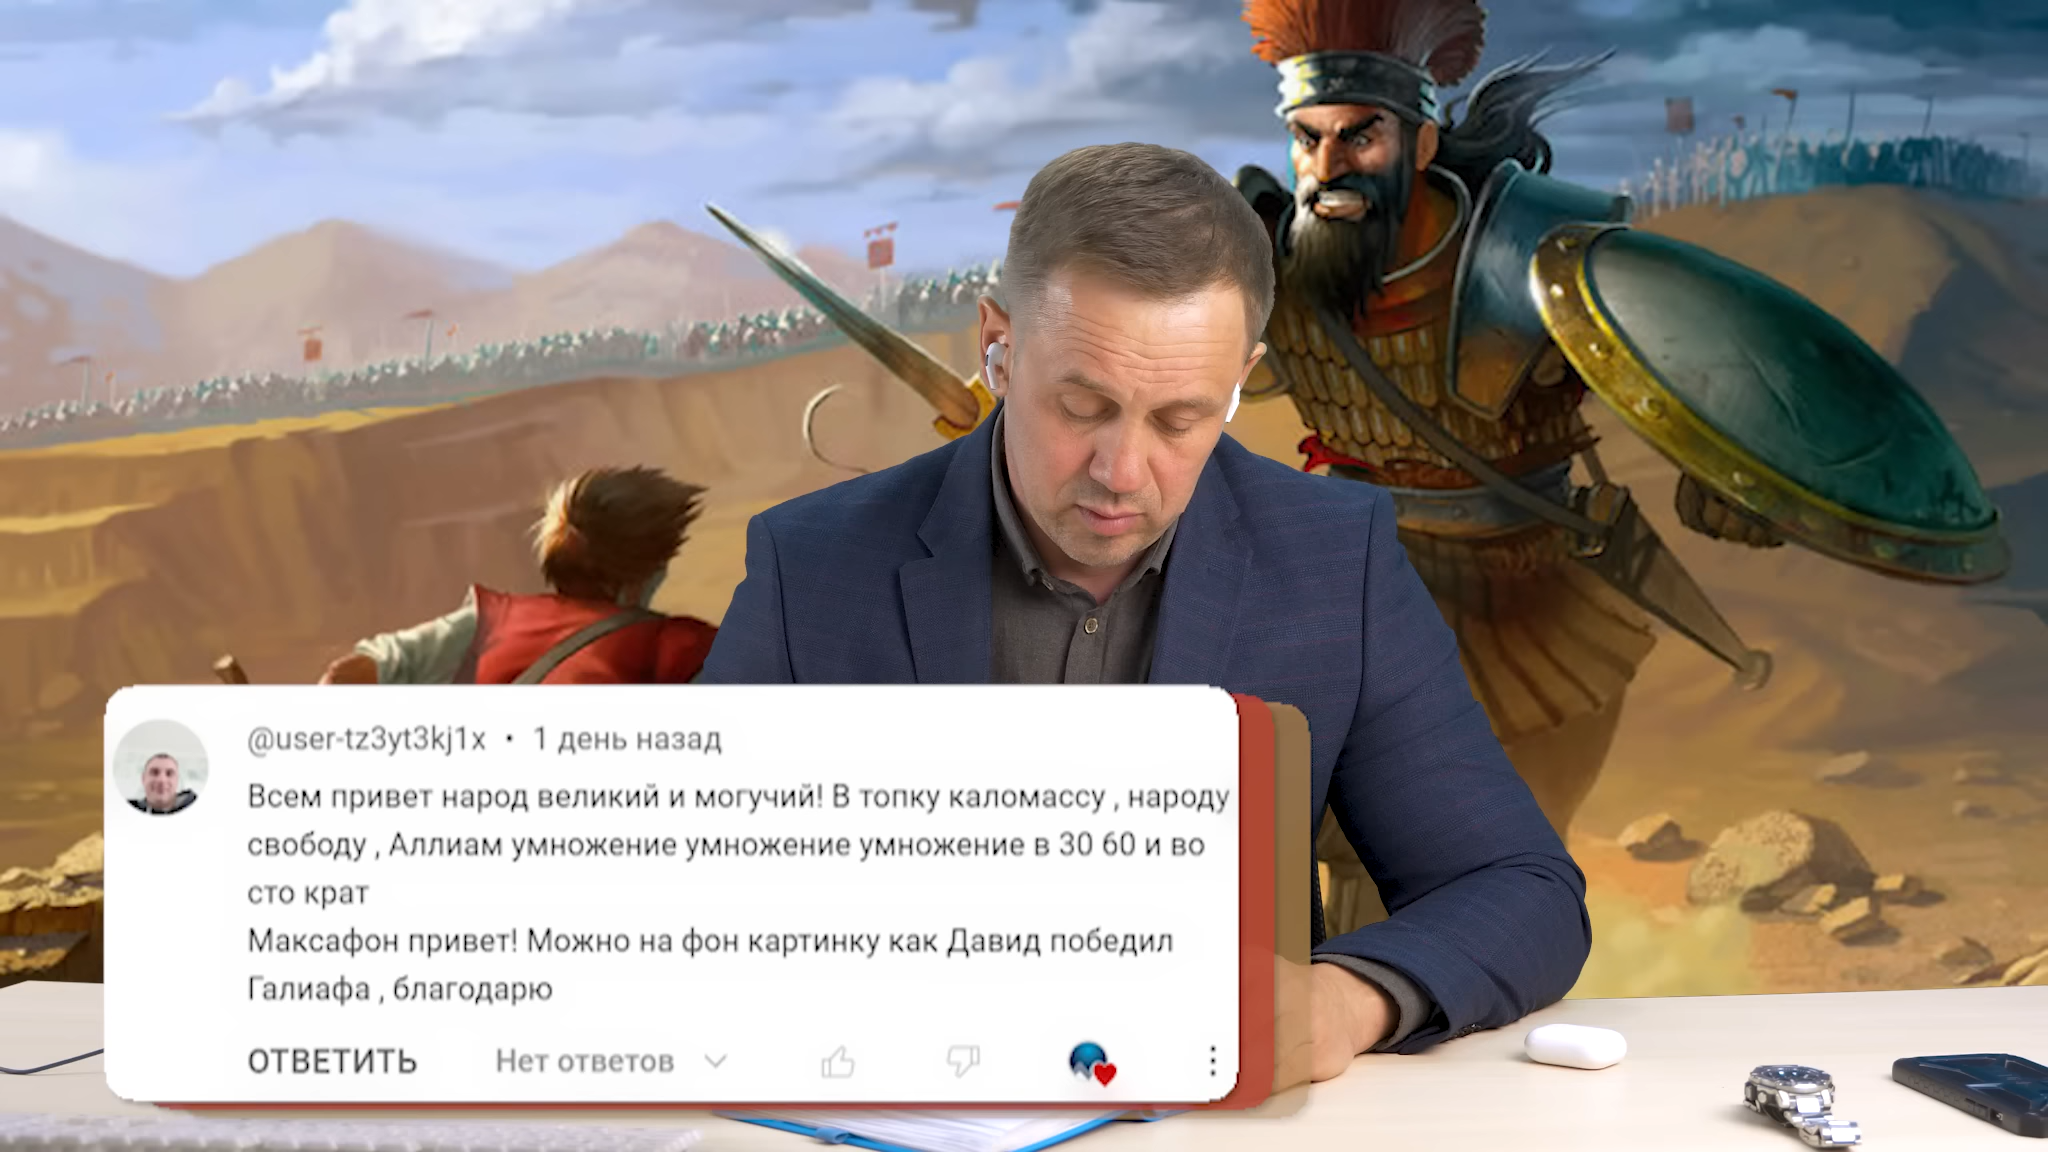 @user-tz3yt3kj1x • 1 день назад
Всем привет народ великий и могучий! В топку каломассу , народу
свободу , Аллиам умножение умножение умножение в 30 60 и во
сто крат
Максафон привет! Можно на фон картинку как Давид победил
Галиафа , благодарю
ОТВЕТИТЬ
Нет ответов